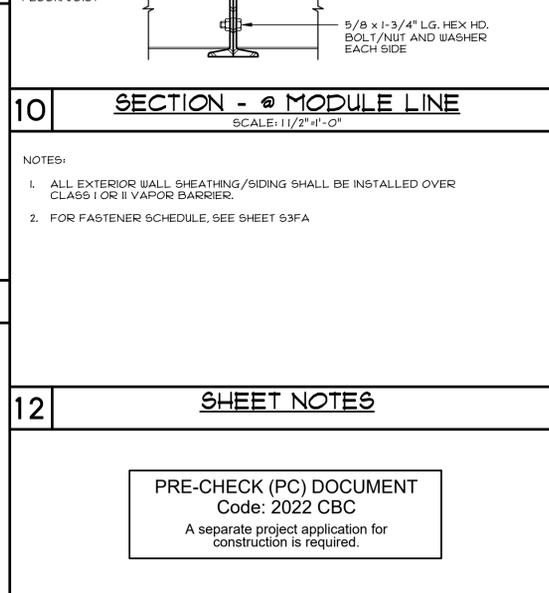 5/8 x 1-3/4" LG. HEX HD.
BOLT/NUT AND WASHER
EACH SIDE
10
SECTION - @ MODULE LINE
SCALE: 1 1/2"=1'-0"
NOTES:
1. ALL EXTERIOR WALL SHEATHING/SIDING SHALL BE INSTALLED OVER
CLASS I OR II VAPOR BARRIER.
2. FOR FASTENER SCHEDULE, SEE SHEET S3FA
12
SHEET NOTES
PRE-CHECK (PC) DOCUMENT
Code: 2022 CBC
A separate project application for
construction is required.